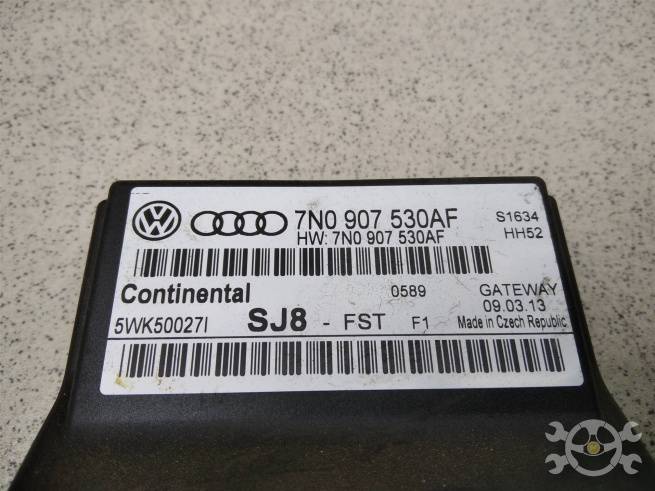 7N0 907 530AF S1634
HW: 7N0 907 530AF HH52
Continental 0589 GATEWAY
09.03.13
5WK50027I SJ8 - FST F1 Made in Czech Republic